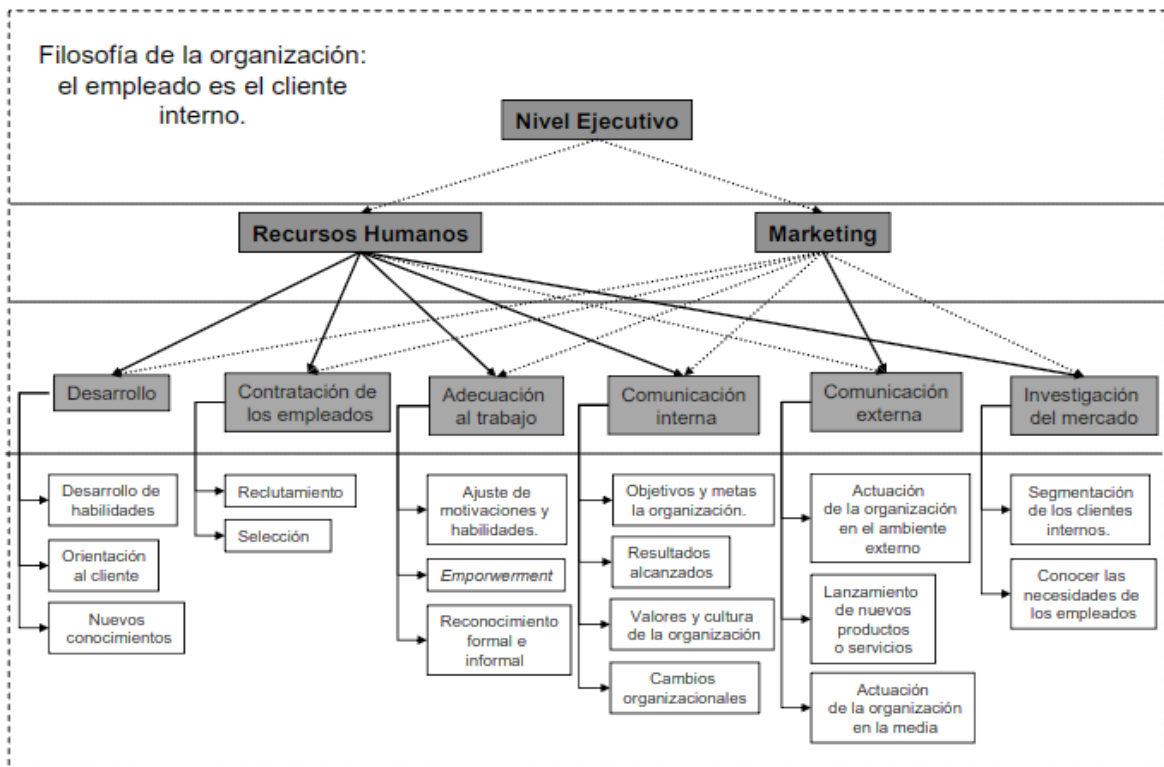 Filosofía de la organización:
el empleado es el cliente
interno.
Nivel Ejecutivo
Recursos Humanos
Marketing
Desarrollo
Contratación de
los empleados
Adecuación
al trabajo
Comunicación
interna
Comunicación
externa
Investigación
del mercado
Desarrollo de
habilidades
Orientación
al cliente
Nuevos
conocimientos
Reclutamiento
Selección
Ajuste de
motivaciones y
habilidades.
Emporwerment
Reconocimiento
formal e
informal
Objetivos y metas
la organización.
Resultados
alcanzados
Valores y cultura
de la organización
Cambios
organizacionales
Actuación
de la organización
en el ambiente
externo
Lanzamiento
de nuevos
productos
o servicios
Actuación
de la organización
en la media
Segmentación
de los clientes
internos.
Conocer las
necesidades de
los empleados